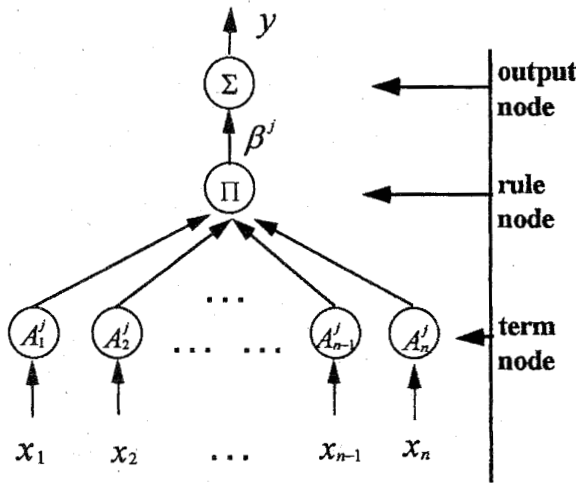 y
Σ
output
node
β^j
Π
rule
node
...
A_1^j A_2^j ... ... A_{n-1}^j A_n^j
term
node
x_1 x_2 ... x_{n-1} x_n